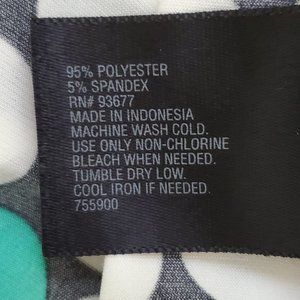 95% POLYESTER
5% SPANDEX
RN# 93677
MADE IN INDONESIA
MACHINE WASH COLD.
USE ONLY NON-CHLORINE
BLEACH WHEN NEEDED.
TUMBLE DRY LOW.
COOL IRON IF NEEDED.
755900